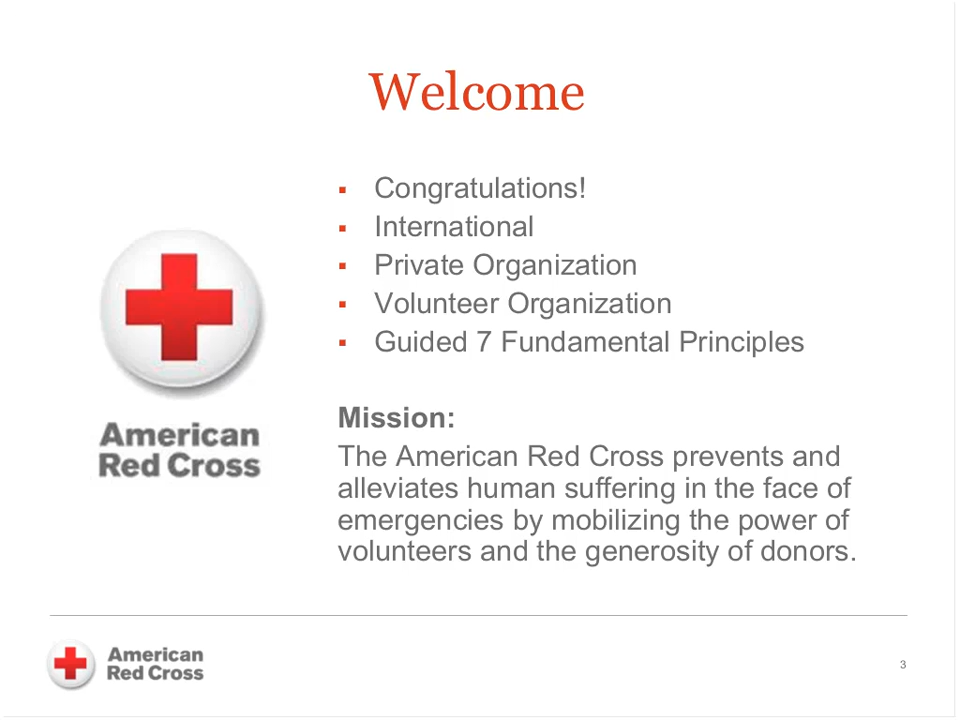 Welcome
▪ Congratulations!
▪ International
▪ Private Organization
▪ Volunteer Organization
▪ Guided 7 Fundamental Principles
American
Red Cross
Mission:
The American Red Cross prevents and
alleviates human suffering in the face of
emergencies by mobilizing the power of
volunteers and the generosity of donors.
American
Red Cross
3